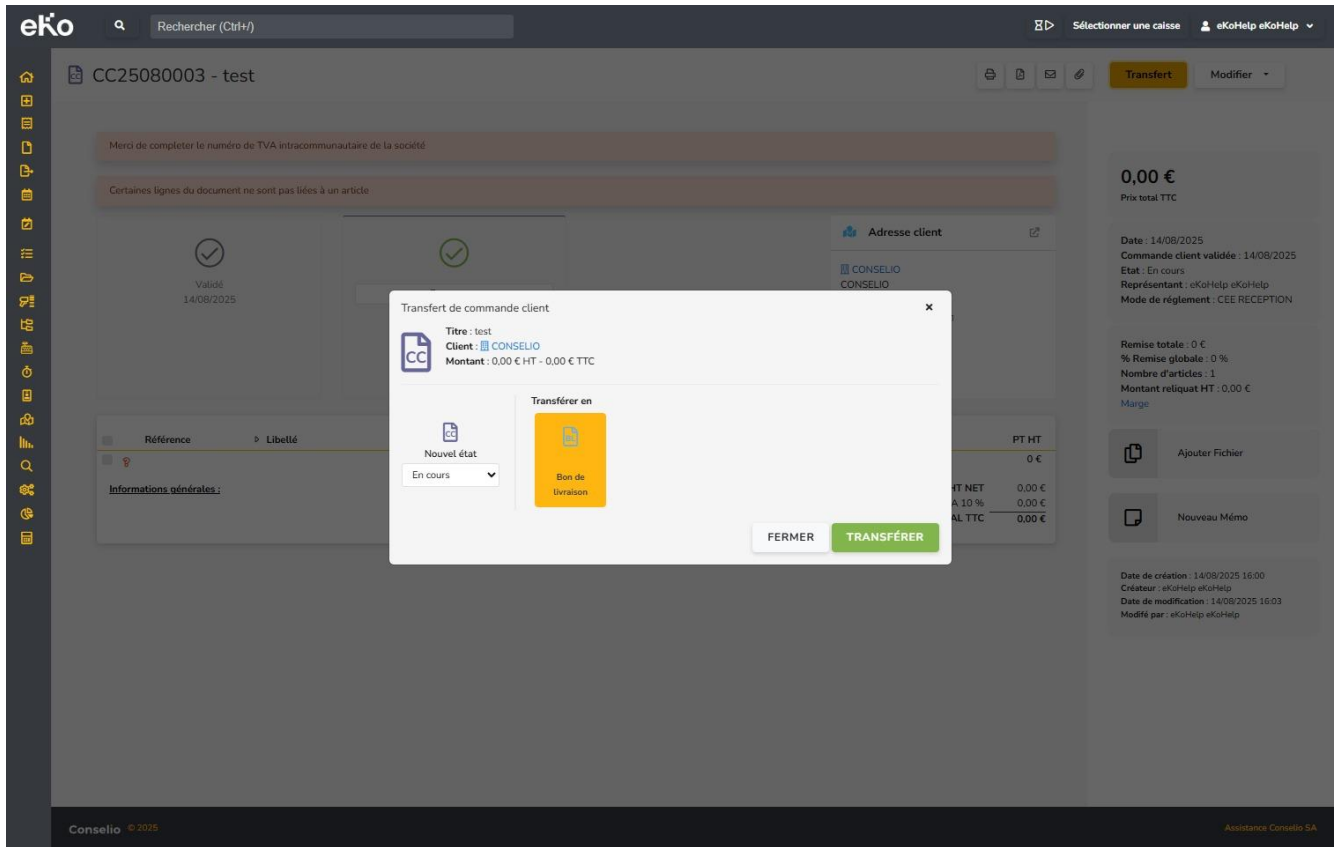 eKo
Rechercher (Ctrl+/)
Sélectionner une caisse
eKoHelp eKoHelp
CC25080003 - test
Transfert
Modifier
Merci de completer le numéro de TVA intracommunautaire de la société
Certaines lignes du document ne sont pas liées à un article
Validé
14/08/2025
Adresse client
CONSELIO
CONSELIO
0,00 €
Prix total TTC
Date : 14/08/2025
Commande client validée : 14/08/2025
Etat : En cours
Représentant : eKoHelp eKoHelp
Mode de réglement : CEE RECEPTION
Remise totale : 0 €
% Remise globale : 0 %
Nombre d'articles : 1
Montant reliquat HT : 0,00 €
Marge
Ajouter Fichier
Nouveau Mémo
Date de création : 14/08/2025 16:00
Créateur : eKoHelp eKoHelp
Date de modification : 14/08/2025 16:03
Modifé par : eKoHelp eKoHelp
Transfert de commande client
CC
Titre : test
Client : CONSELIO
Montant : 0,00 € HT - 0,00 € TTC
CC
Nouvel état
En cours
Transférer en
BL
Bon de
livraison
FERMER
TRANSFÉRER
Référence
Libellé
PT HT
0 €
Informations générales :
HT NET 0,00 €
A 10 % 0,00 €
AL TTC 0,00 €
Conselio © 2025
Assistance Conselio SA